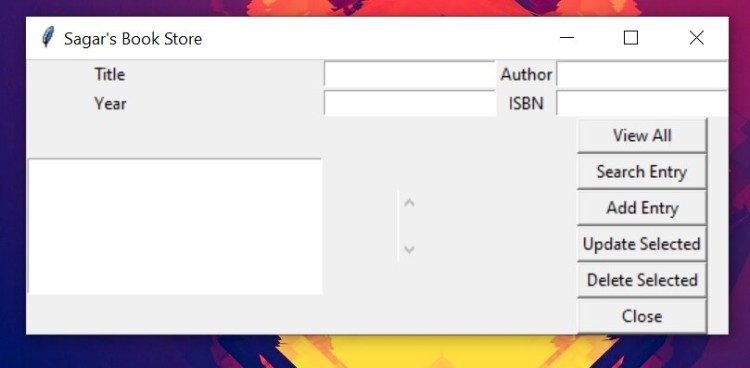 Sagar's Book Store
Title Author
Year ISBN
View All
Search Entry
Add Entry
Update Selected
Delete Selected
Close